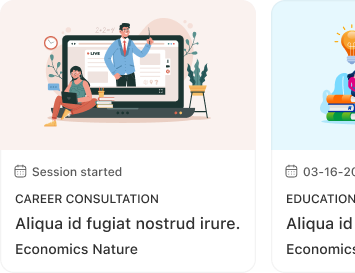 LIVE
Session started
CAREER CONSULTATION
Aliqua id fugiat nostrud irure.
Economics Nature
03-16-20
EDUCATION
Aliqua id
Economics